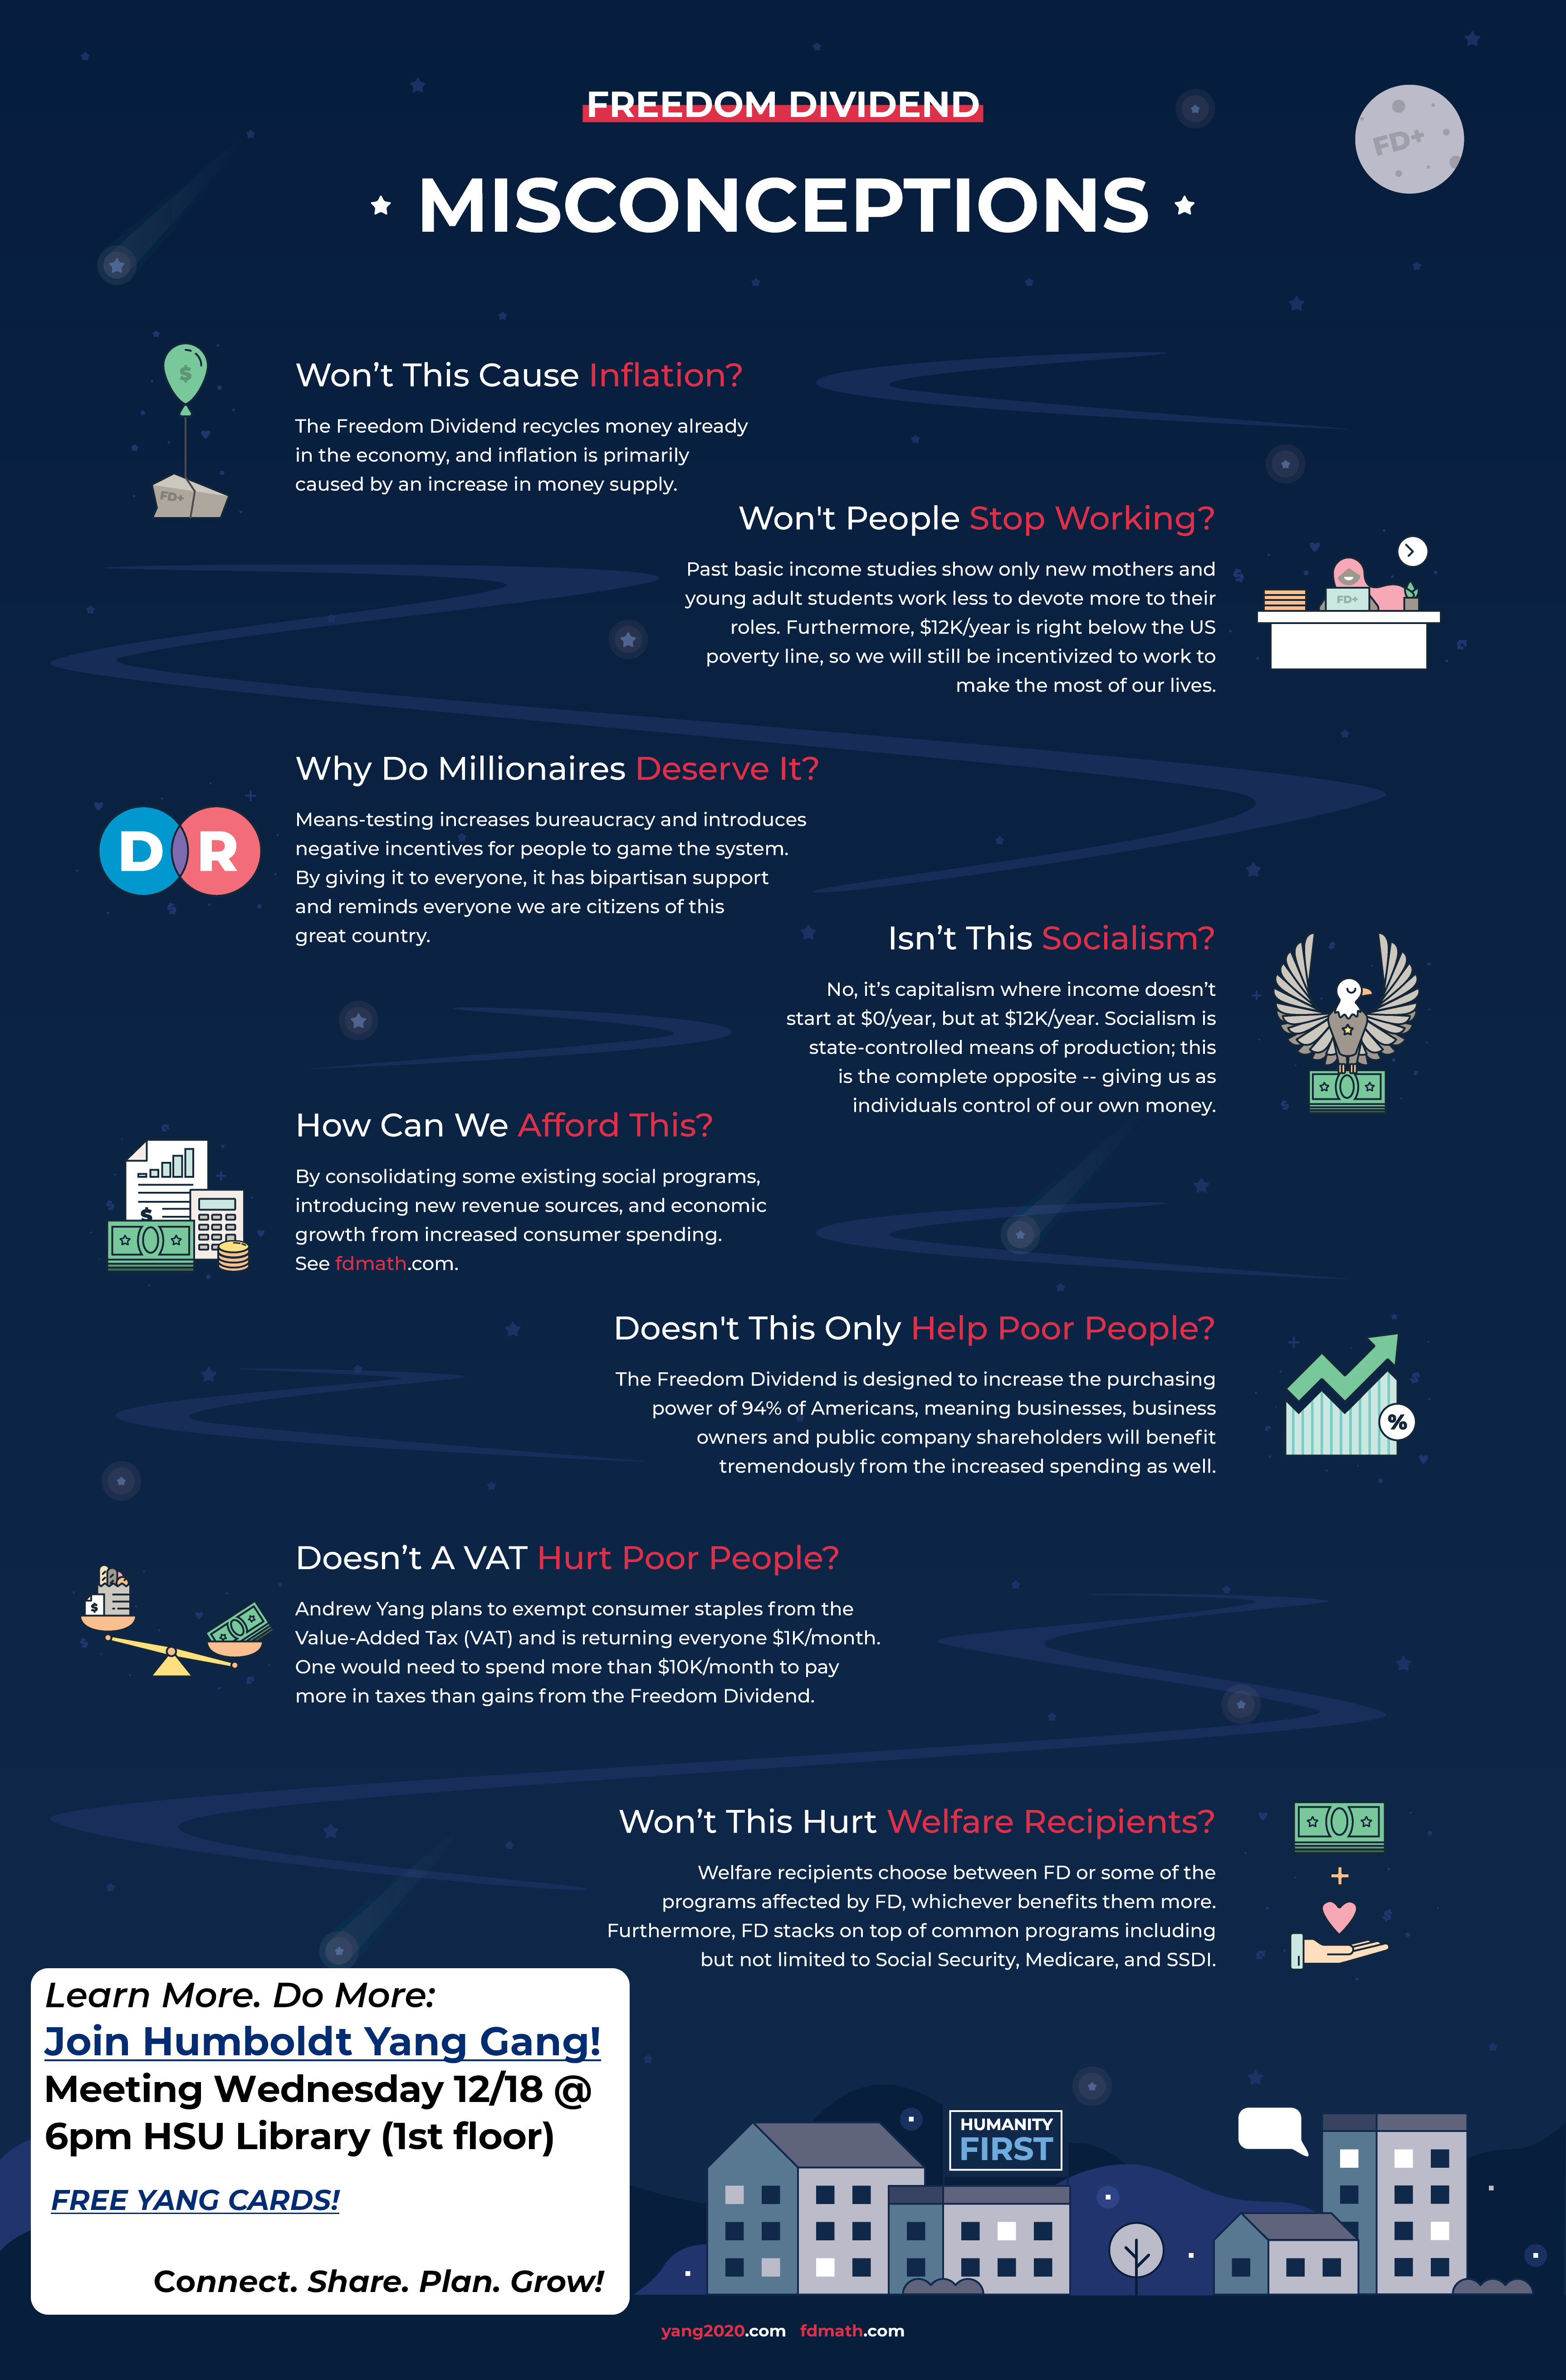 FREEDOM DIVIDEND
MISCONCEPTIONS
FD+
Won’t This Cause Inflation?
The Freedom Dividend recycles money already
in the economy, and inflation is primarily
caused by an increase in money supply.
$
FD+
Won't People Stop Working?
Past basic income studies show only new mothers and
young adult students work less to devote more to their
roles. Furthermore, $12K/year is right below the US
poverty line, so we will still be incentivized to work to
make the most of our lives.
FD+
Why Do Millionaires Deserve It?
Means-testing increases bureaucracy and introduces
negative incentives for people to game the system.
By giving it to everyone, it has bipartisan support
and reminds everyone we are citizens of this
great country.
D R
Isn’t This Socialism?
No, it’s capitalism where income doesn’t
start at $0/year, but at $12K/year. Socialism is
state-controlled means of production; this
is the complete opposite -- giving us as
individuals control of our own money.
How Can We Afford This?
By consolidating some existing social programs,
introducing new revenue sources, and economic
growth from increased consumer spending.
See fdmath.com.
$
Doesn't This Only Help Poor People?
The Freedom Dividend is designed to increase the purchasing
power of 94% of Americans, meaning businesses, business
owners and public company shareholders will benefit
tremendously from the increased spending as well.
%
Doesn’t A VAT Hurt Poor People?
Andrew Yang plans to exempt consumer staples from the
Value-Added Tax (VAT) and is returning everyone $1K/month.
One would need to spend more than $10K/month to pay
more in taxes than gains from the Freedom Dividend.
$
Won’t This Hurt Welfare Recipients?
Welfare recipients choose between FD or some of the
programs affected by FD, whichever benefits them more.
Furthermore, FD stacks on top of common programs including
but not limited to Social Security, Medicare, and SSDI.
Learn More. Do More:
Join Humboldt Yang Gang!
Meeting Wednesday 12/18 @
6pm HSU Library (1st floor)
FREE YANG CARDS!
Connect. Share. Plan. Grow!
HUMANITY
FIRST
yang2020.com fdmath.com